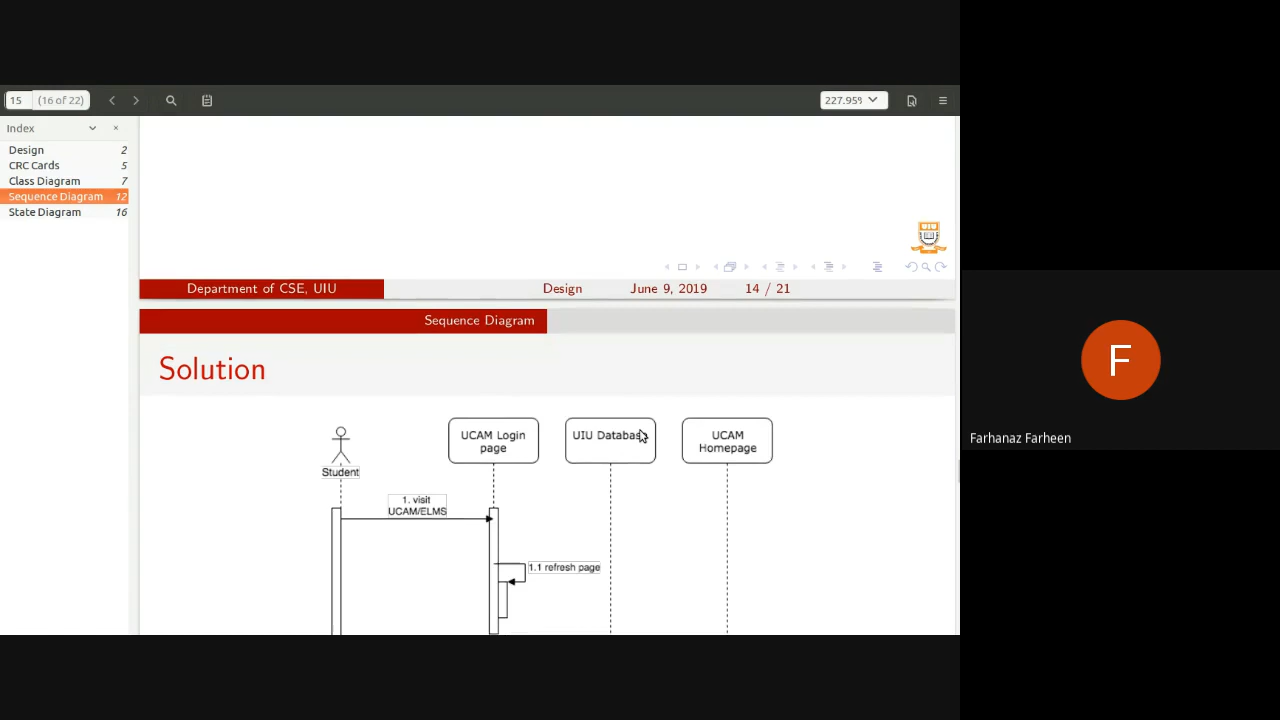 15 (16 of 22)
227.95%
Index
Design 2
CRC Cards 5
Class Diagram 7
Sequence Diagram 12
State Diagram 16
UIU
Department of CSE, UIU Design June 9, 2019 14 / 21
Sequence Diagram
Solution
Student
UCAM Login
page
UIU Database
UCAM
Homepage
1. visit
UCAM/ELMS
1.1 refresh page
F
Farhanaz Farheen